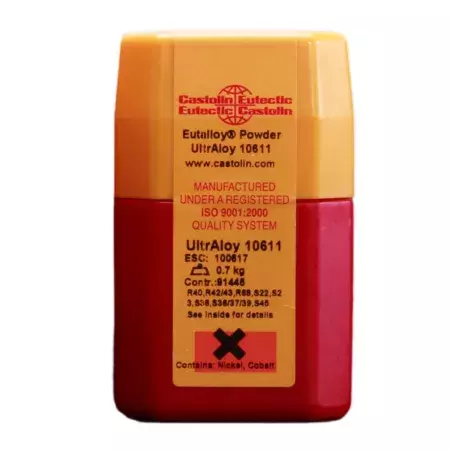 Castolin Eutectic
Eutectic Castolin
Eutalloy® Powder
UltrAloy 10611
www.castolin.com
MANUFACTURED
UNDER A REGISTERED
ISO 9001:2000
QUALITY SYSTEM
UltrAloy 10611
ESC: 100617
0.7 kg
Contr.:91445
R40,R42/43,R68,S22,S2
3,S38,S36/37/39,S45
See inside for details
Contains: Nickel, Cobalt